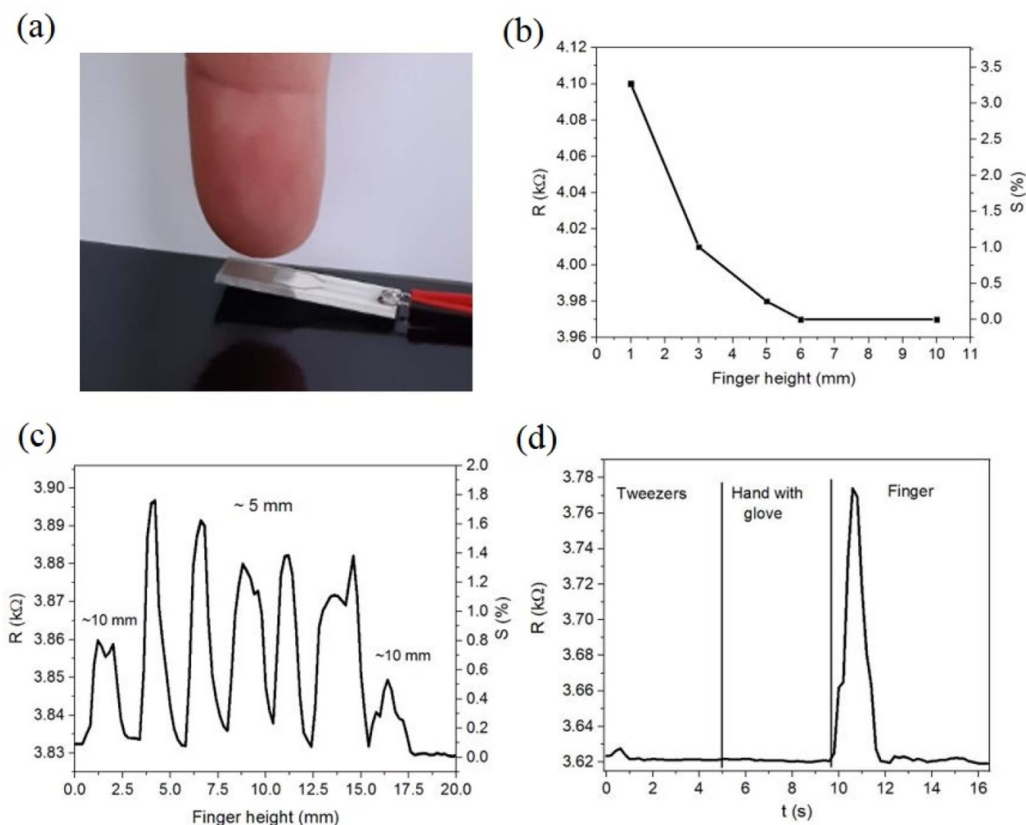 (a)
(b)
4.12
4.10
4.08
4.06
4.04
4.02
4.00
3.98
3.96
R (kΩ)
3.5
3.0
2.5
2.0
1.5
1.0
0.5
0.0
S (%)
0 1 2 3 4 5 6 7 8 9 10 11
Finger height (mm)
(c)
3.90
3.89
3.88
3.87
3.86
3.85
3.84
3.83
R (kΩ)
~10 mm
~ 5 mm
~10 mm
2.0
1.8
1.6
1.4
1.2
1.0
0.8
0.6
0.4
0.2
0.0
S (%)
0.0 2.5 5.0 7.5 10.0 12.5 15.0 17.5 20.0
Finger height (mm)
(d)
3.78
3.76
3.74
3.72
3.70
3.68
3.66
3.64
3.62
R (kΩ)
Tweezers
Hand with
glove
Finger
0 2 4 6 8 10 12 14 16
t (s)